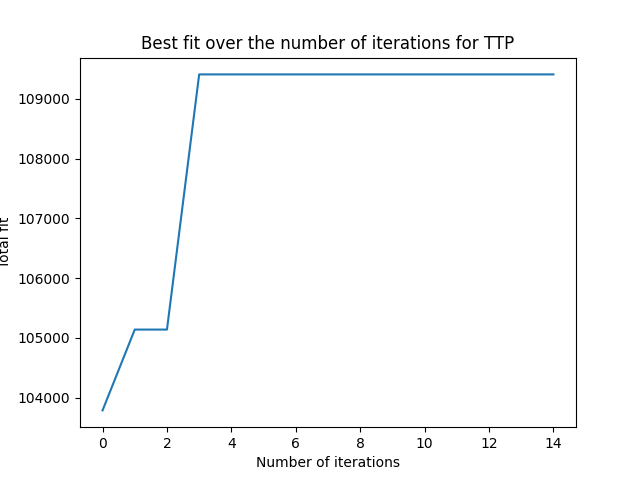 Best fit over the number of iterations for TTP
109000
108000
107000
106000
105000
104000
Total fit
0 2 4 6 8 10 12 14
Number of iterations